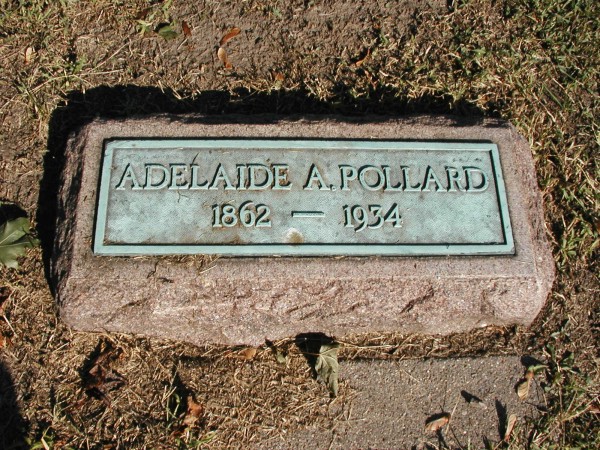 ADELAIDE A. POLLARD
1862 — 1934